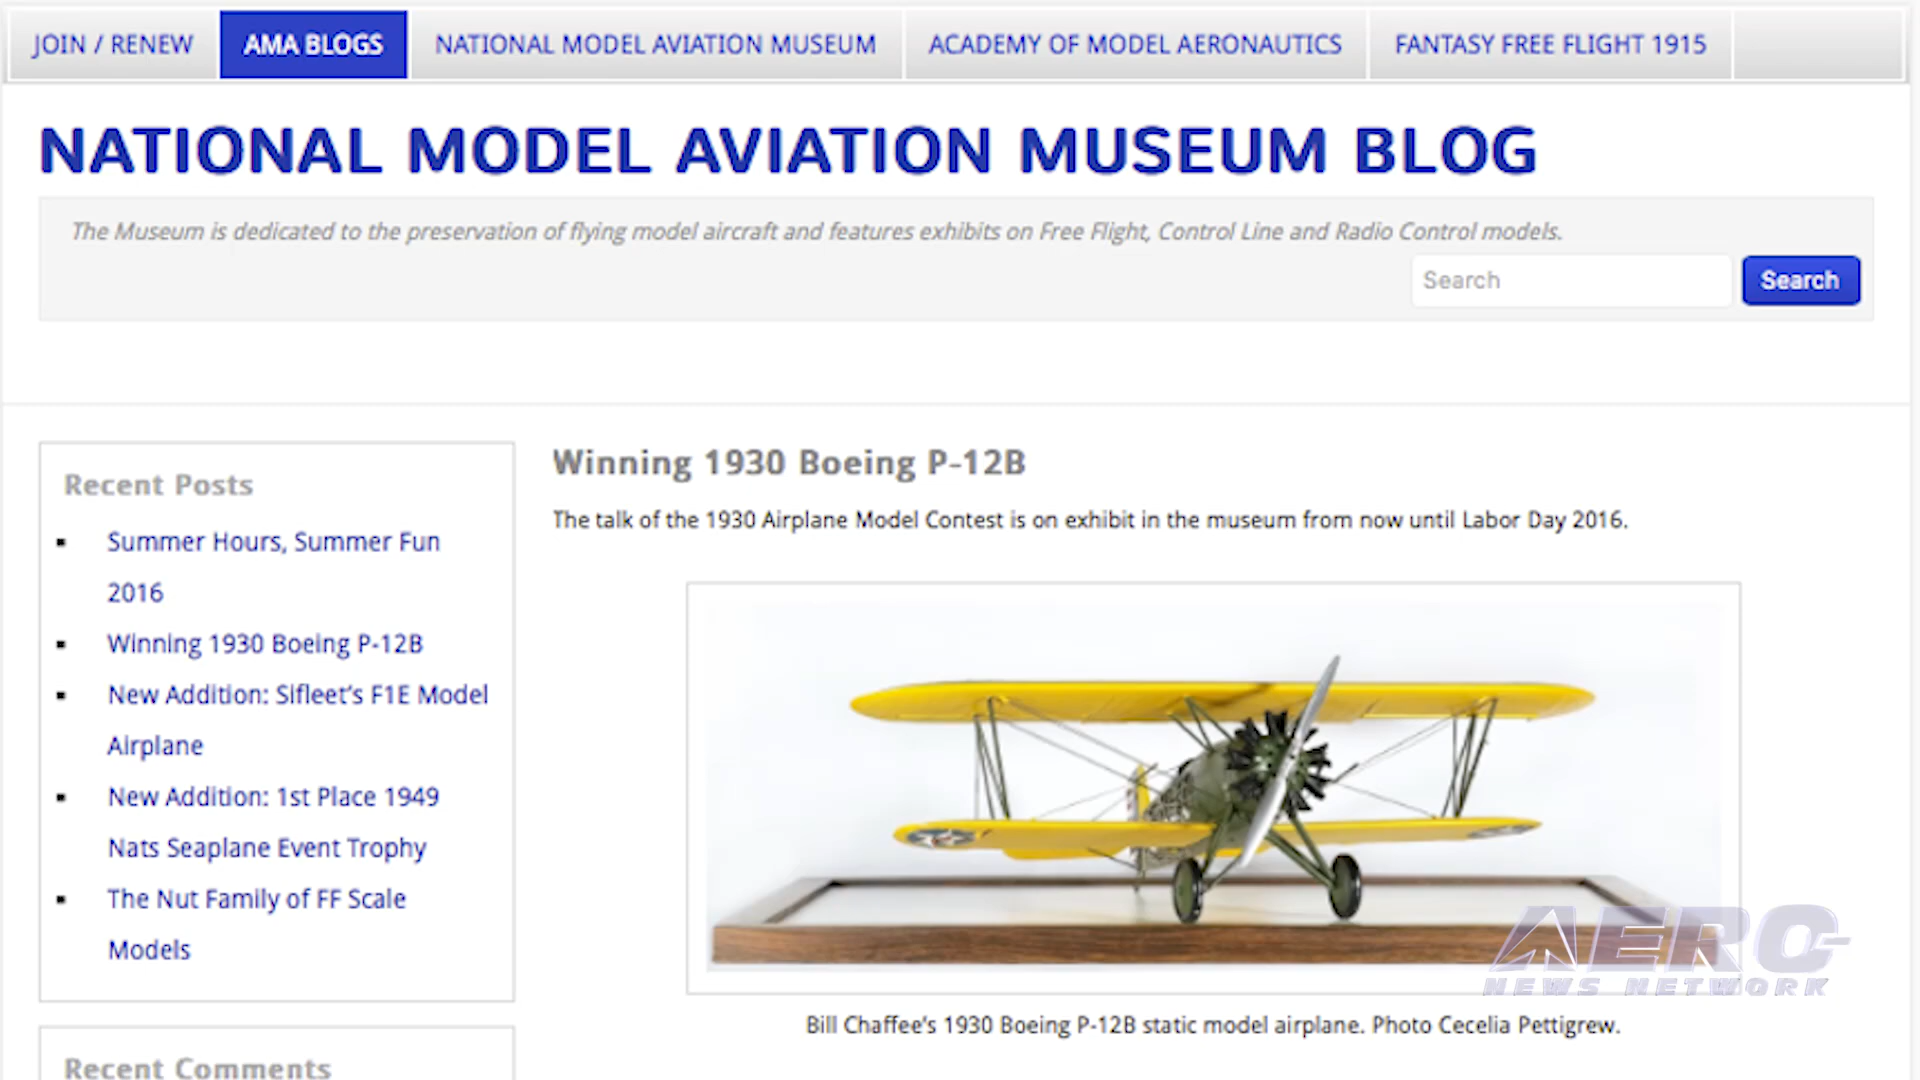 JOIN / RENEW
AMA BLOGS
NATIONAL MODEL AVIATION MUSEUM
ACADEMY OF MODEL AERONAUTICS
FANTASY FREE FLIGHT 1915
NATIONAL MODEL AVIATION MUSEUM BLOG
The Museum is dedicated to the preservation of flying model aircraft and features exhibits on Free Flight, Control Line and Radio Control models.
Search
Search
Recent Posts
Summer Hours, Summer Fun
2016
Winning 1930 Boeing P-12B
New Addition: Sifleet's F1E Model
Airplane
New Addition: 1st Place 1949
Nats Seaplane Event Trophy
The Nut Family of FF Scale
Models
Recent Comments
Winning 1930 Boeing P-12B
The talk of the 1930 Airplane Model Contest is on exhibit in the museum from now until Labor Day 2016.
Bill Chaffee's 1930 Boeing P-12B static model airplane. Photo Cecelia Pettigrew.
AERO-
NEWS NETWORK